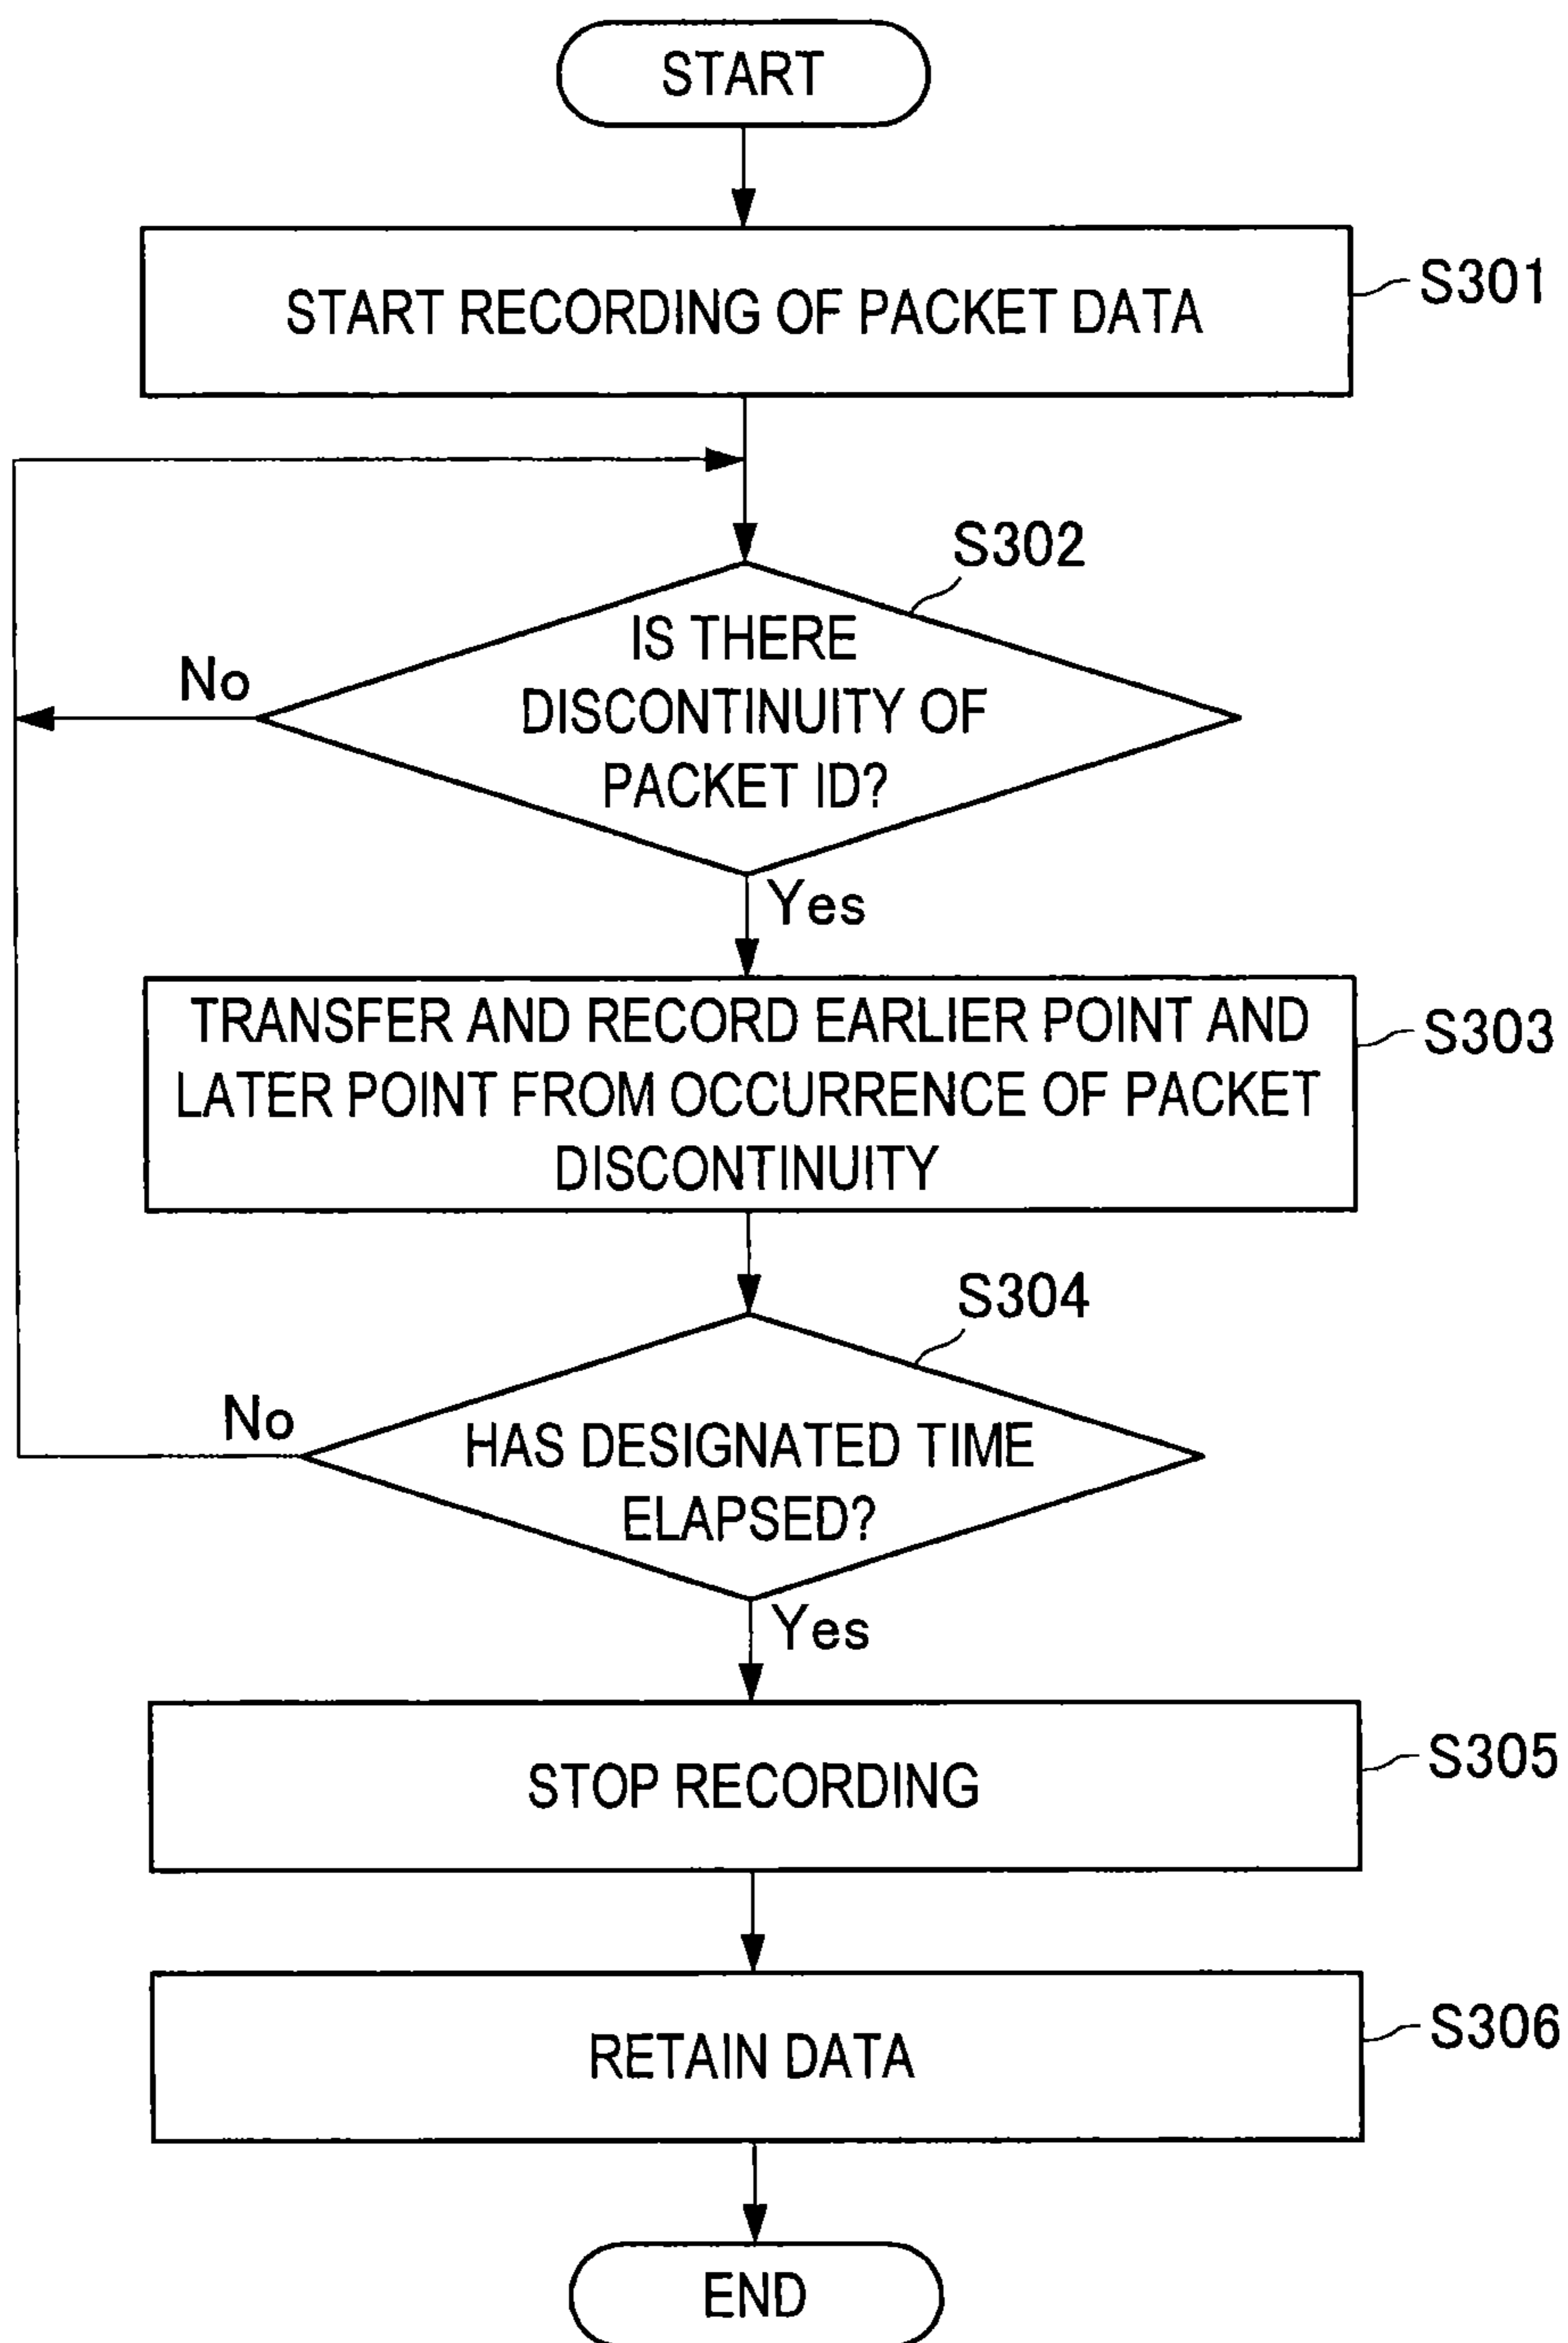 START
START RECORDING OF PACKET DATA
S301
S302
IS THERE
DISCONTINUITY OF
PACKET ID?
No
Yes
TRANSFER AND RECORD EARLIER POINT AND
LATER POINT FROM OCCURRENCE OF PACKET
DISCONTINUITY
S303
S304
HAS DESIGNATED TIME
ELAPSED?
No
Yes
STOP RECORDING
S305
RETAIN DATA
S306
END